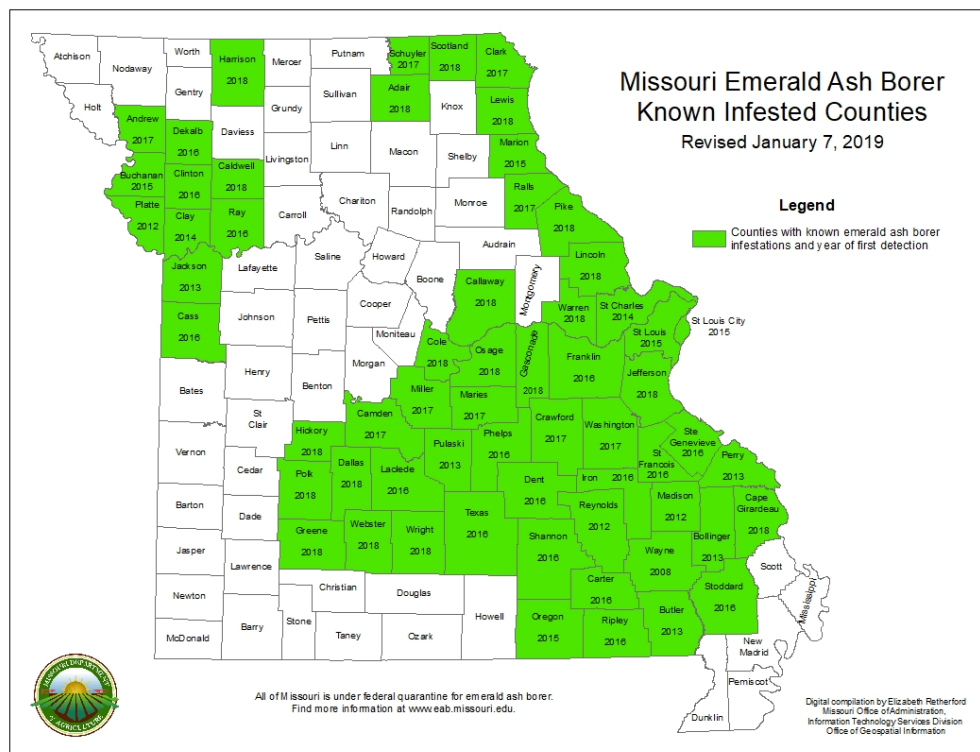 Missouri Emerald Ash Borer
Known Infested Counties
Revised January 7, 2019
Legend
Counties with known emerald ash borer
infestations and year of first detection
Atchison
Nodaway
Worth
Harrison
2018
Mercer
Putnam
Schuyler
2017
Scotland
2018
Clark
2017
Holt
Gentry
Grundy
Sullivan
Adair
2018
Knox
Lewis
2018
Andrew
2017
Dekalb
2016
Daviess
Livingston
Linn
Macon
Shelby
Marion
2015
Buchanan
2015
Clinton
2016
Caldwell
2018
Chariton
Randolph
Monroe
Ralls
2017
Pike
2018
Platte
2012
Clay
2014
Ray
2016
Carroll
Audrain
Jackson
2013
Lafayette
Saline
Howard
Boone
Callaway
2018
Montgomery
Lincoln
2018
Warren
2018
St Charles
2014
St Louis
2015
St Louis City
2015
Cass
2016
Johnson
Pettis
Cooper
Moniteau
Cole
2018
Osage
2018
Gasconade
2018
Franklin
2016
Jefferson
2018
Bates
Henry
Benton
Morgan
Miller
2017
Maries
2017
Crawford
2017
Washington
2017
Ste
Genevieve
2016
St
Francois
2016
Perry
2013
Vernon
St
Clair
Hickory
2018
Camden
2017
Pulaski
2013
Phelps
2016
Dent
2016
Iron 2016
Madison
2012
Cape
Girardeau
2018
Cedar
Polk
2018
Dallas
2018
Laclede
2016
Texas
2016
Reynolds
2012
Bollinger
2013
Barton
Dade
Greene
2018
Webster
2018
Wright
2018
Shannon
2016
Wayne
2008
Scott
Mississippi
Jasper
Lawrence
Christian
Douglas
Howell
Carter
2016
Stoddard
2016
Newton
Barry
Stone
Taney
Ozark
Oregon
2015
Ripley
2016
Butler
2013
McDonald
New
Madrid
Pemiscot
Dunklin
MISSOURI DEPARTMENT
of AGRICULTURE
All of Missouri is under federal quarantine for emerald ash borer.
Find more information at www.eab.missouri.edu.
Digital compilation by Elizabeth Retherford
Missouri Office of Administration,
Information Technology Services Division
Office of Geospatial Information